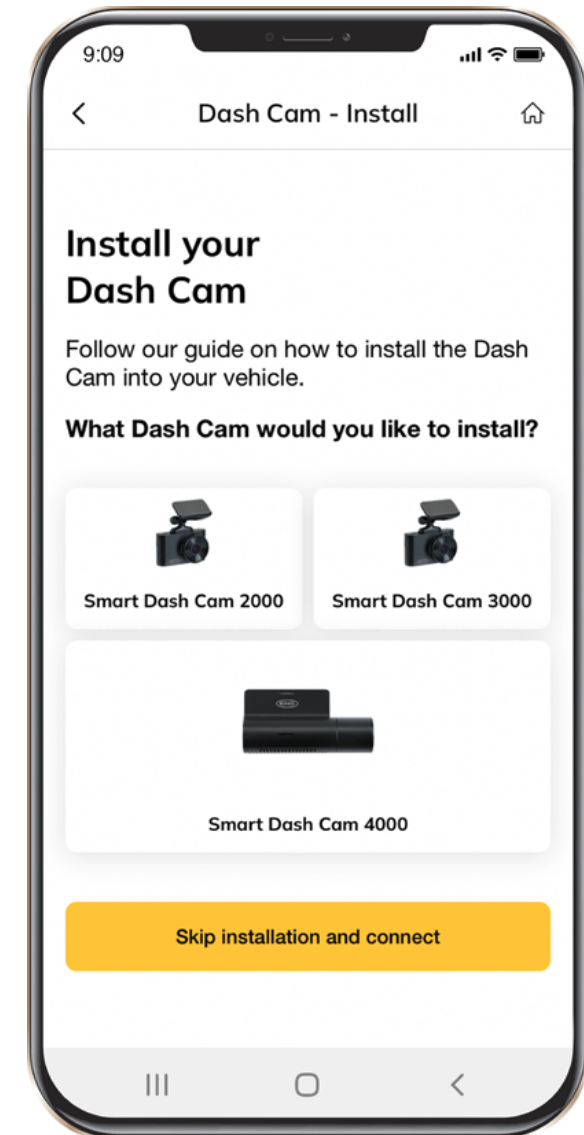 9:09
Dash Cam - Install
Install your
Dash Cam
Follow our guide on how to install the Dash
Cam into your vehicle.
What Dash Cam would you like to install?
Smart Dash Cam 2000
Smart Dash Cam 3000
Smart Dash Cam 4000
Skip installation and connect